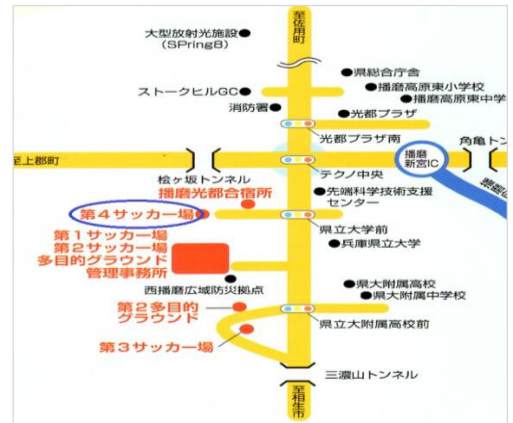 至佐用町
大型放射光施設
(SPring8)
県総合庁舎
播磨高原東小学校
播磨高原東中学
ストークヒルGC
消防署
光都プラザ
光都プラザ南
角亀トン
播磨
新宮IC
至上郡町
テクノ中央
桧ヶ坂トンネル
播磨光都合宿所
先端科学技術支援
センター
第4サッカー場
県立大学前
第1サッカー場
第2サッカー場
多目的グラウンド
管理事務所
兵庫県立大学
西播磨広域防災拠点
県大附属高校
県大附属中学校
第2多目的
グラウンド
県立大附属高校前
第3サッカー場
三濃山トンネル
至相生市